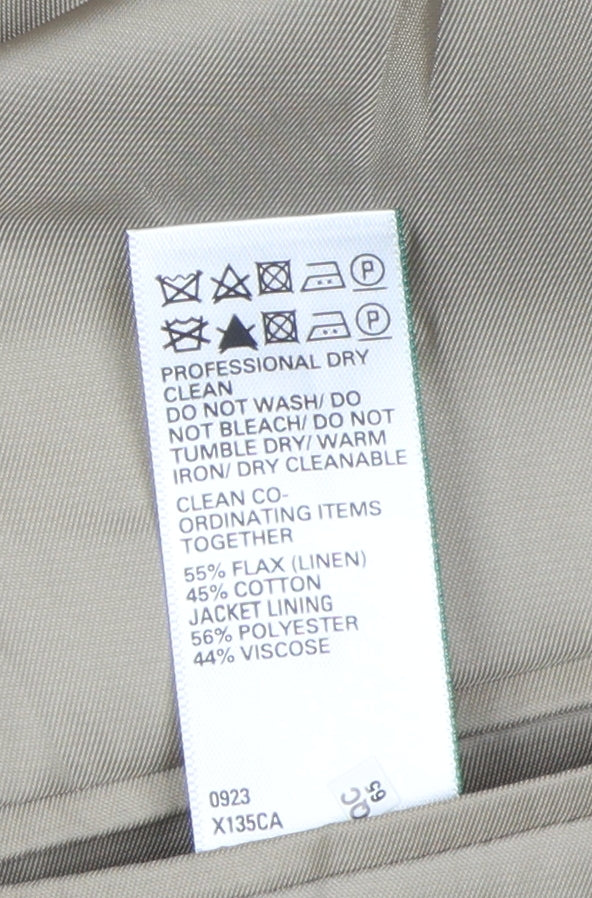 P
P
PROFESSIONAL DRY
CLEAN
DO NOT WASH/ DO
NOT BLEACH/ DO NOT
TUMBLE DRY/ WARM
IRON/ DRY CLEANABLE
CLEAN CO-
ORDINATING ITEMS
TOGETHER
55% FLAX (LINEN)
45% COTTON
JACKET LINING
56% POLYESTER
44% VISCOSE
0923
X135CA
59